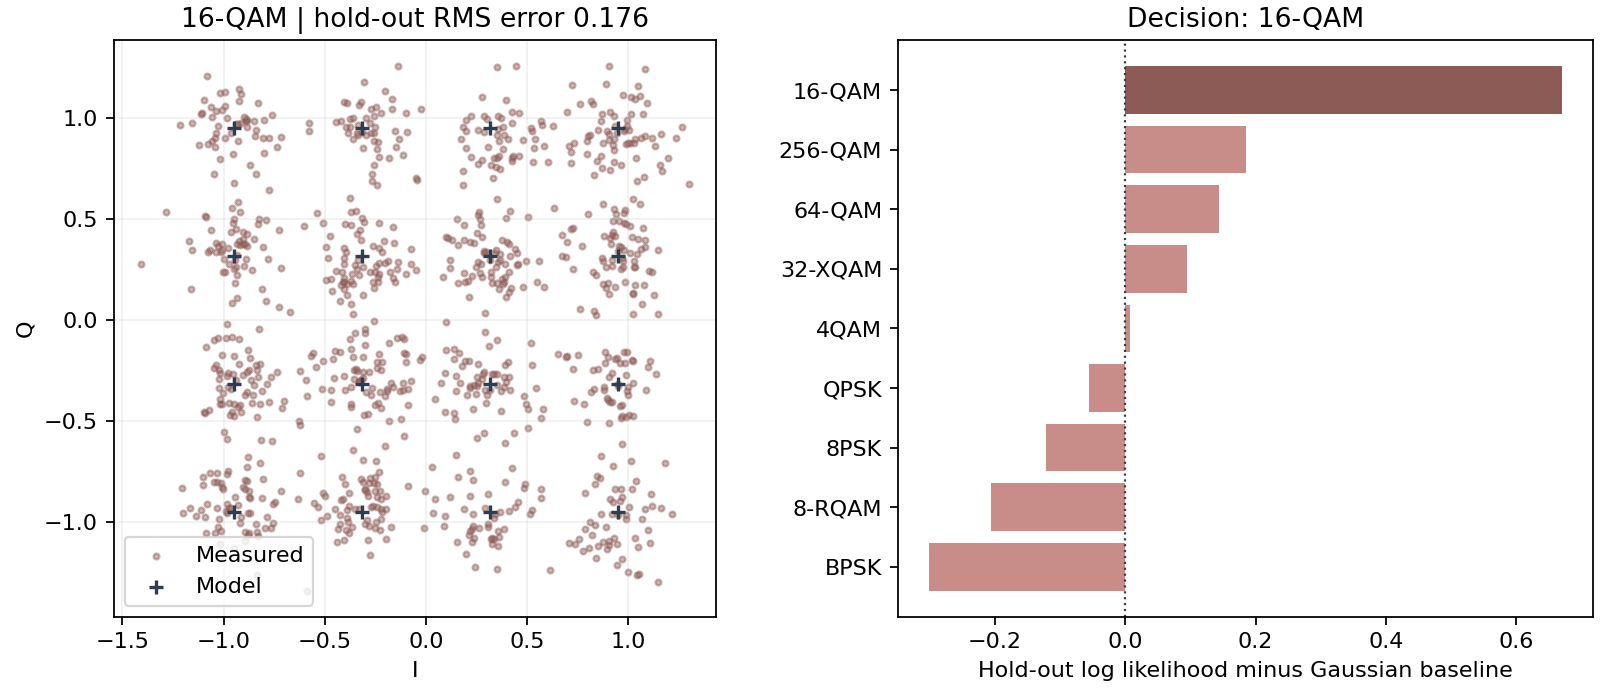 16-QAM | hold-out RMS error 0.176
1.0
0.5
0.0
−0.5
−1.0
Q
Measured
Model
−1.5
−1.0
−0.5
0.0
0.5
1.0
I
Decision: 16-QAM
16-QAM
256-QAM
64-QAM
32-XQAM
4QAM
QPSK
8PSK
8-RQAM
BPSK
−0.2
0.0
0.2
0.4
0.6
Hold-out log likelihood minus Gaussian baseline